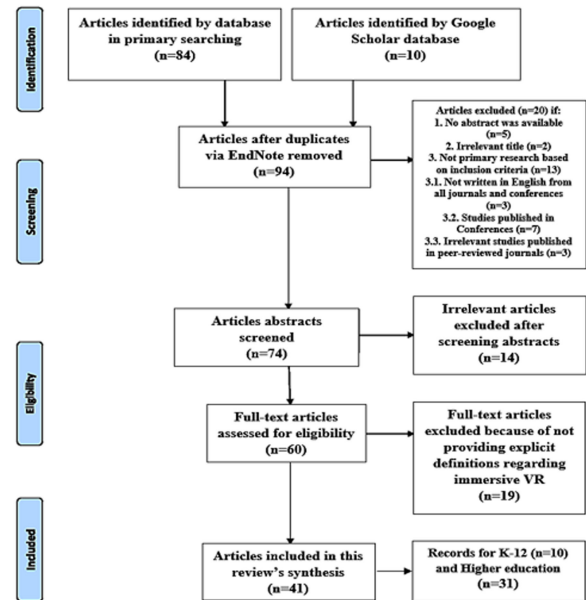 Identification
Articles identified by database
in primary searching
(n=84)
Articles identified by Google
Scholar database
(n=10)
Screening
Articles after duplicates
via EndNote removed
(n=94)
Articles excluded (n=20) if:
1. No abstract was available
(n=5)
2. Irrelevant title (n=2)
3. Not primary research based
on inclusion criteria (n=13)
3.1. Not written in English from
all journals and conferences
(n=3)
3.2. Studies published in
Conferences (n=7)
3.3. Irrelevant studies published
in peer-reviewed journals (n=3)
Articles abstracts
screened
(n=74)
Irrelevant articles
excluded after
screening abstracts
(n=14)
Eligibility
Full-text articles
assessed for eligibility
(n=60)
Full-text articles
excluded because of not
providing explicit
definitions regarding
immersive VR
(n=19)
Included
Articles included in this
review's synthesis
(n=41)
Records for K-12 (n=10)
and Higher education
(n=31)